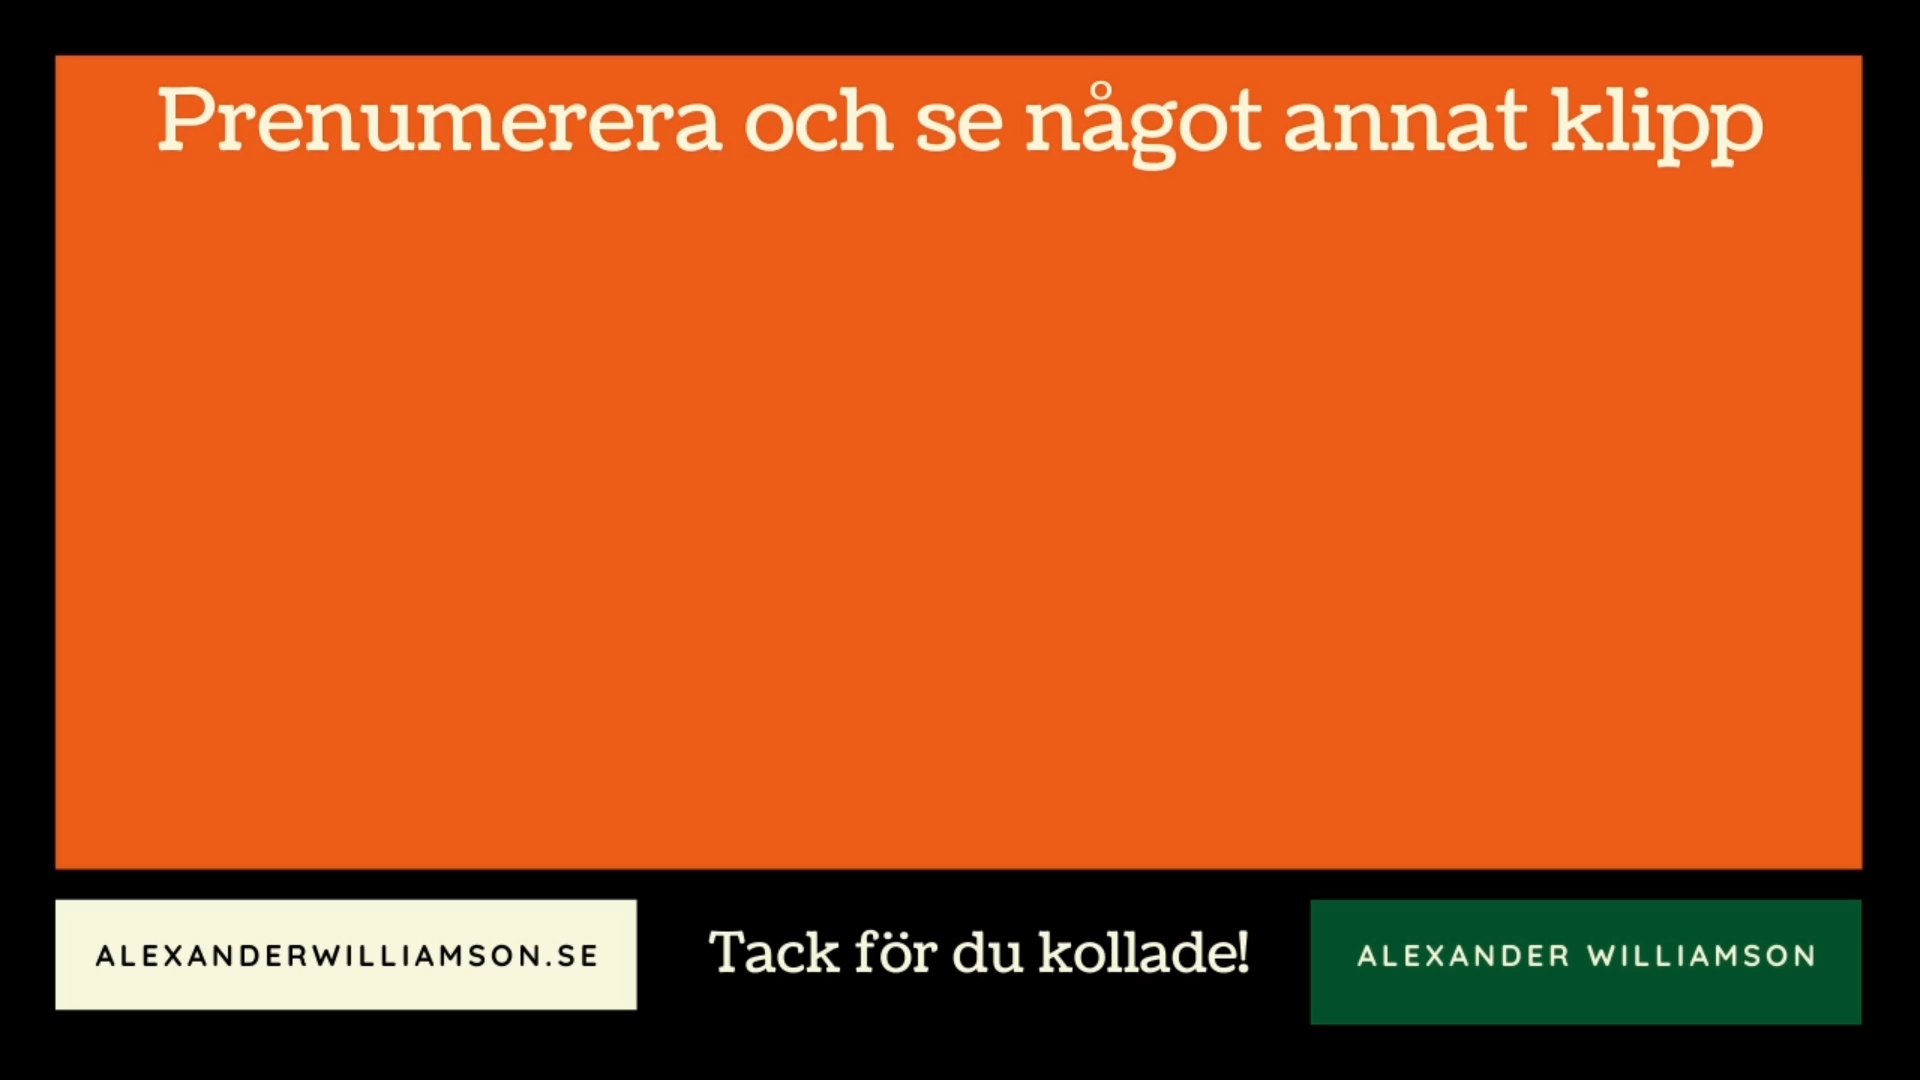 Prenumerera och se något annat klipp
ALEXANDERWILLIAMSON.SE
Tack för du kollade!
ALEXANDER WILLIAMSON